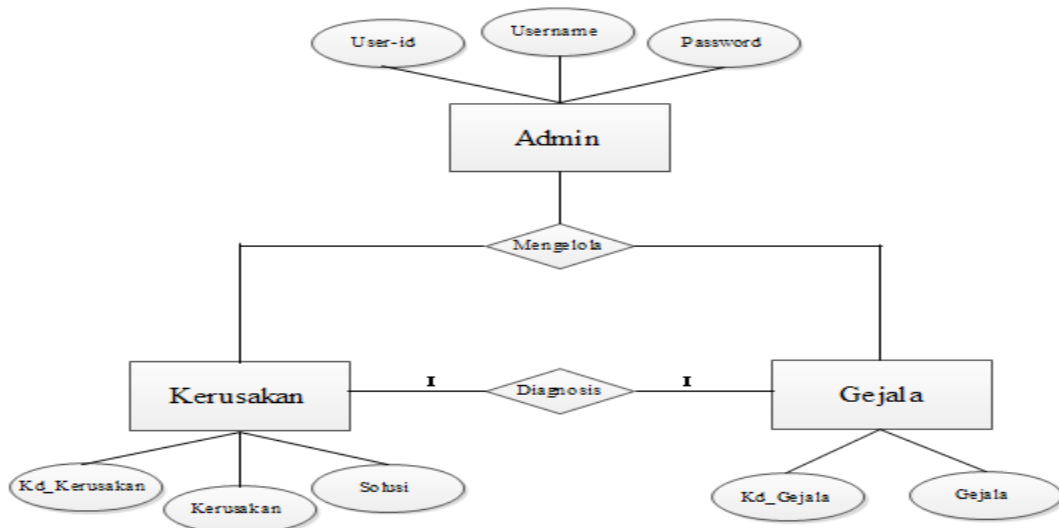 User-id
Username
Password
Admin
Mengelola
Kerusakan
I
Diagnosis
I
Gejala
Kd_Kerusakan
Kerusakan
Solusi
Kd_Gejala
Gejala